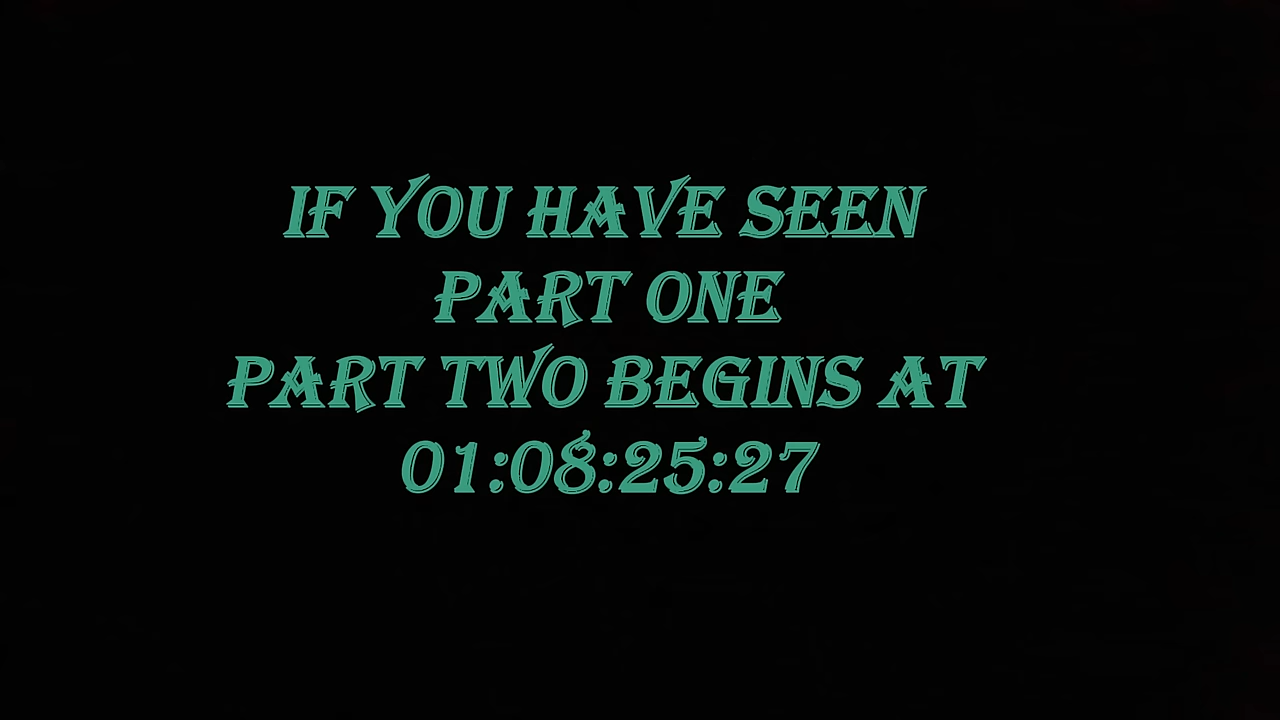 IF YOU HAVE SEEN
PART ONE
PART TWO BEGINS AT
01:08:25:27